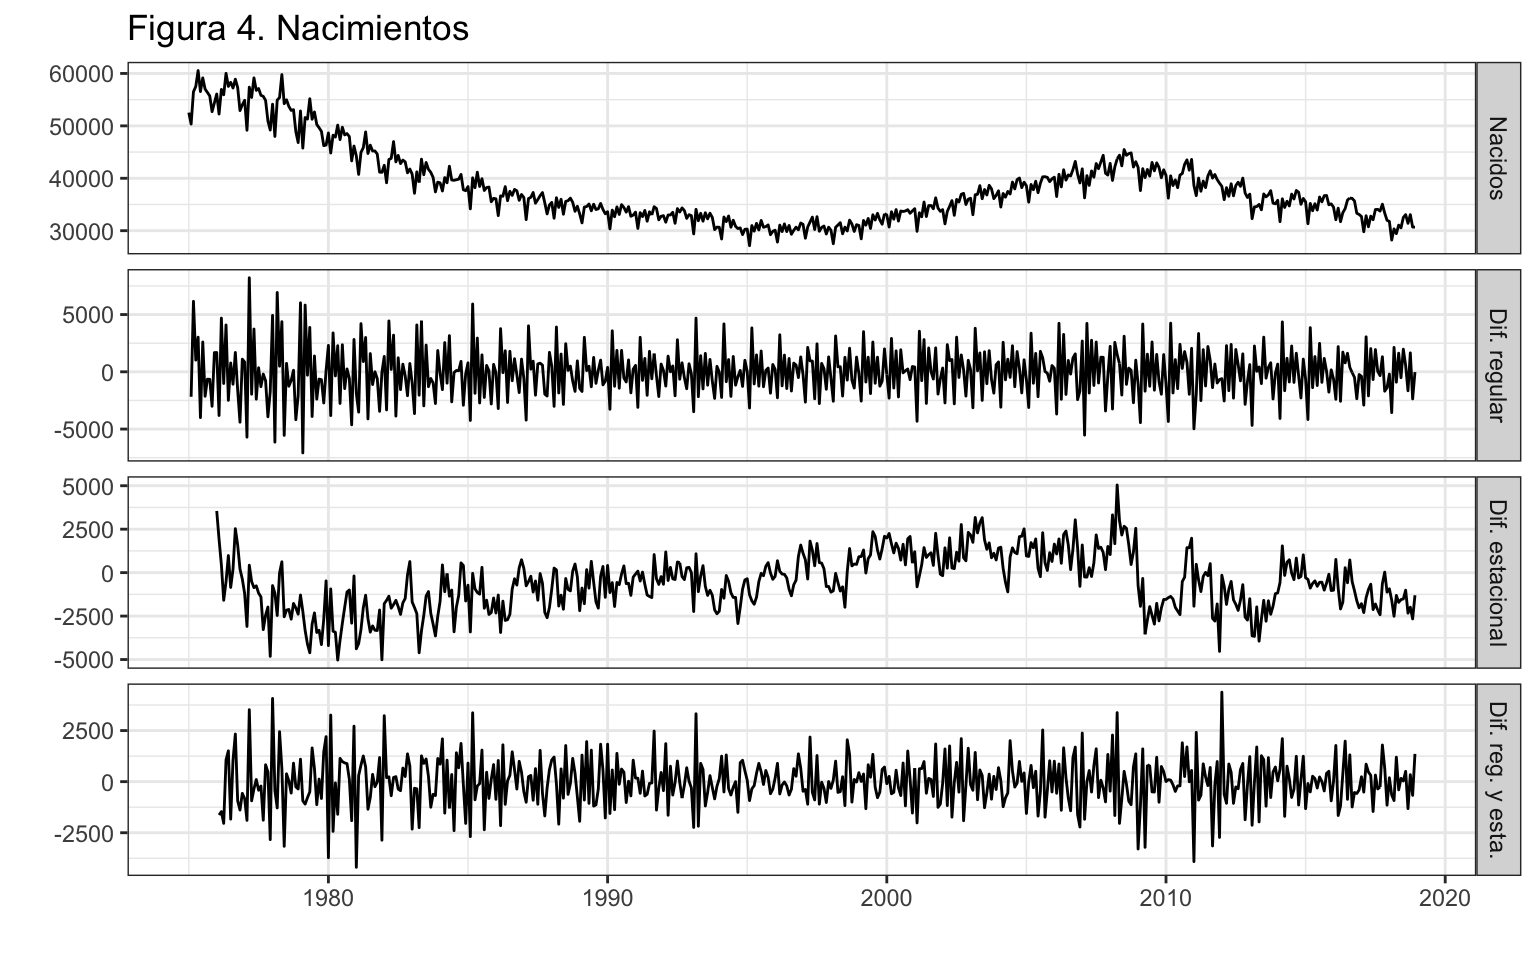 Figura 4. Nacimientos
60000
50000
40000
30000
Nacidos
5000
0
-5000
Dif. regular
5000
2500
0
-2500
-5000
Dif. estacional
2500
0
-2500
Dif. reg. y esta.
1980 1990 2000 2010 2020